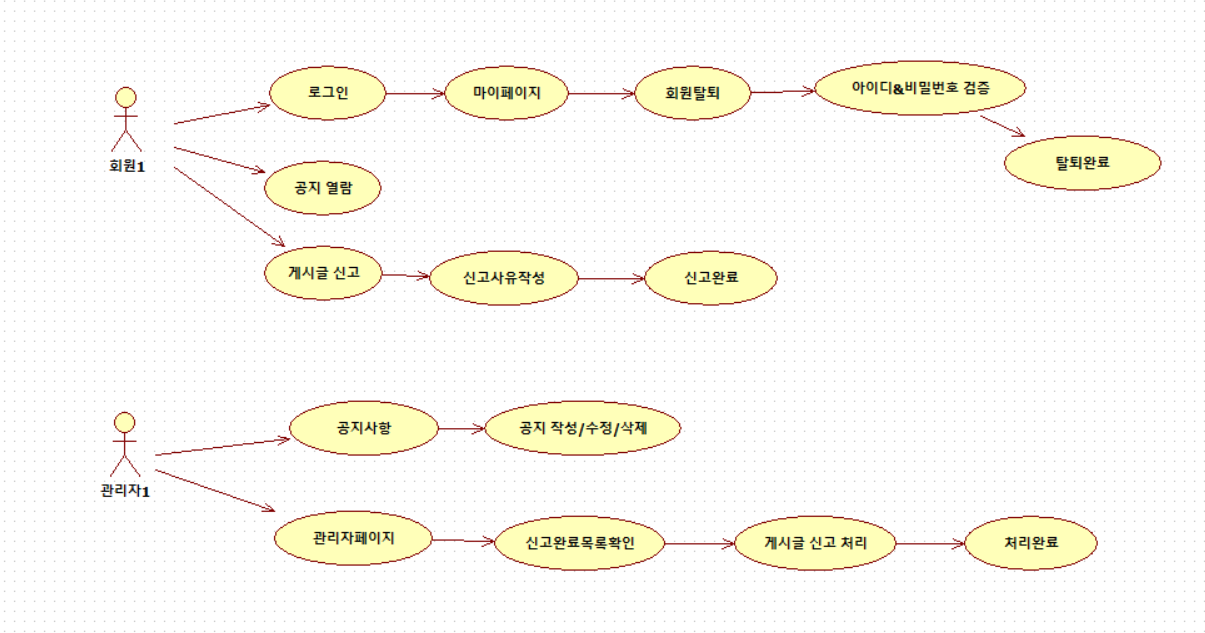 로그인
마이페이지
회원탈퇴
아이디&비밀번호 검증
탈퇴완료
회원1
공지 열람
게시글 신고
신고사유작성
신고완료
공지사항
공지 작성/수정/삭제
관리자1
관리자페이지
신고완료목록확인
게시글 신고 처리
처리완료